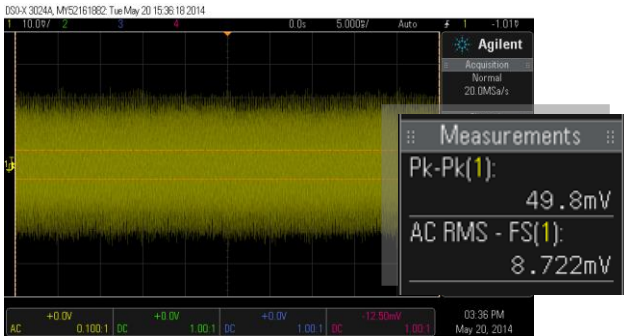 DSO-X 3024A, MY52161882: Tue May 20 15:36:18 2014
1 10.0V/ 2 3 4 0.0s 5.000s/ Auto 1 -1.01V
Agilent
Acquisition
Normal
20.0MSa/s
Measurements
Pk-Pk(1):
49.8mV
AC RMS - FS(1):
8.722mV
+0.0V +0.0V +0.0V -12.50mV
AC 0.100:1 DC 1.00:1 DC 1.00:1 DC 1.00:1
03:36 PM
May 20, 2014